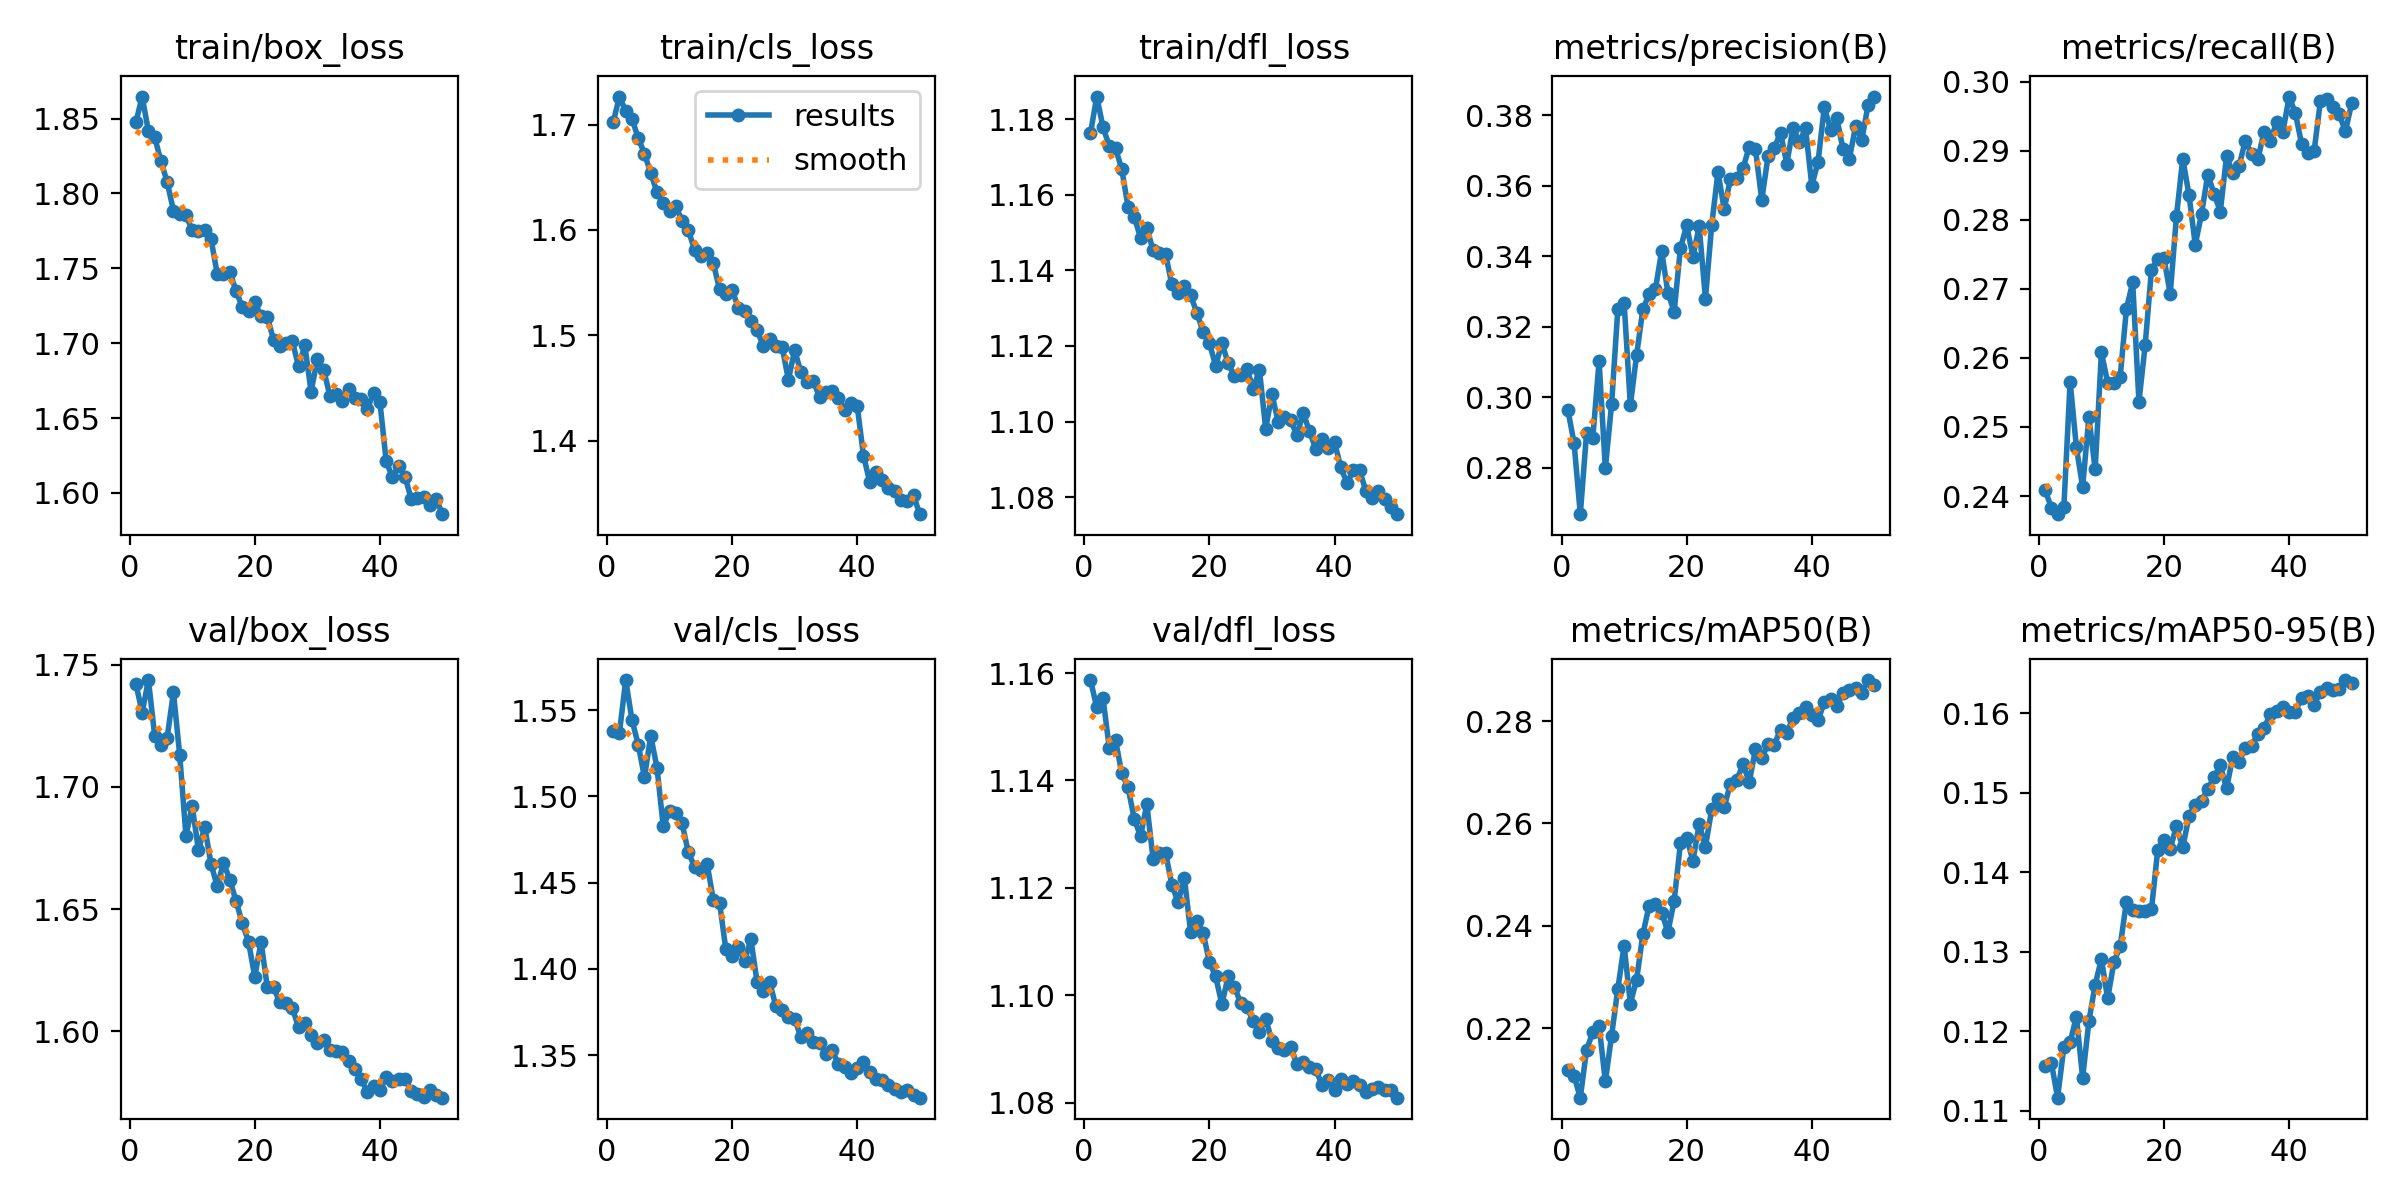 train/box_loss
1.85
1.80
1.75
1.70
1.65
1.60
0 20 40
train/cls_loss
results
smooth
1.7
1.6
1.5
1.4
0 20 40
train/dfl_loss
1.18
1.16
1.14
1.12
1.10
1.08
0 20 40
metrics/precision(B)
0.38
0.36
0.34
0.32
0.30
0.28
0 20 40
metrics/recall(B)
0.30
0.29
0.28
0.27
0.26
0.25
0.24
0 20 40
val/box_loss
1.75
1.70
1.65
1.60
0 20 40
val/cls_loss
1.55
1.50
1.45
1.40
1.35
0 20 40
val/dfl_loss
1.16
1.14
1.12
1.10
1.08
0 20 40
metrics/mAP50(B)
0.28
0.26
0.24
0.22
0 20 40
metrics/mAP50-95(B)
0.16
0.15
0.14
0.13
0.12
0.11
0 20 40